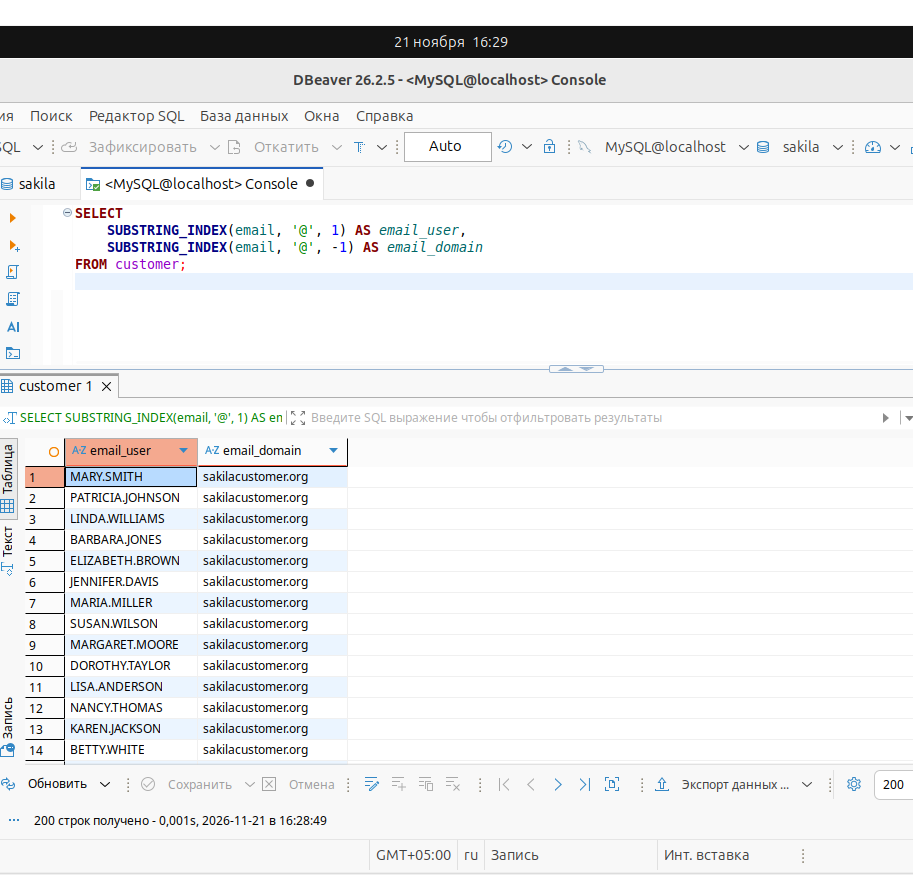 21 ноября 16:29
DBeaver 26.2.5 - <MySQL@localhost> Console
ия Поиск Редактор SQL База данных Окна Справка
SQL Зафиксировать Откатить T Auto MySQL@localhost sakila
sakila <MySQL@localhost> Console
SELECT
SUBSTRING_INDEX(email, '@', 1) AS email_user,
SUBSTRING_INDEX(email, '@', -1) AS email_domain
FROM customer;
AI
customer 1
SELECT SUBSTRING_INDEX(email, '@', 1) AS en Введите SQL выражение чтобы отфильтровать результаты
Таблица
Текст
Запись
A-Z email_user A-Z email_domain
1 MARY.SMITH sakilacustomer.org
2 PATRICIA.JOHNSON sakilacustomer.org
3 LINDA.WILLIAMS sakilacustomer.org
4 BARBARA.JONES sakilacustomer.org
5 ELIZABETH.BROWN sakilacustomer.org
6 JENNIFER.DAVIS sakilacustomer.org
7 MARIA.MILLER sakilacustomer.org
8 SUSAN.WILSON sakilacustomer.org
9 MARGARET.MOORE sakilacustomer.org
10 DOROTHY.TAYLOR sakilacustomer.org
11 LISA.ANDERSON sakilacustomer.org
12 NANCY.THOMAS sakilacustomer.org
13 KAREN.JACKSON sakilacustomer.org
14 BETTY.WHITE sakilacustomer.org
Обновить Сохранить Отмена Экспорт данных ... 200
200 строк получено - 0,001s, 2026-11-21 в 16:28:49
GMT+05:00 ru Запись Инт. вставка